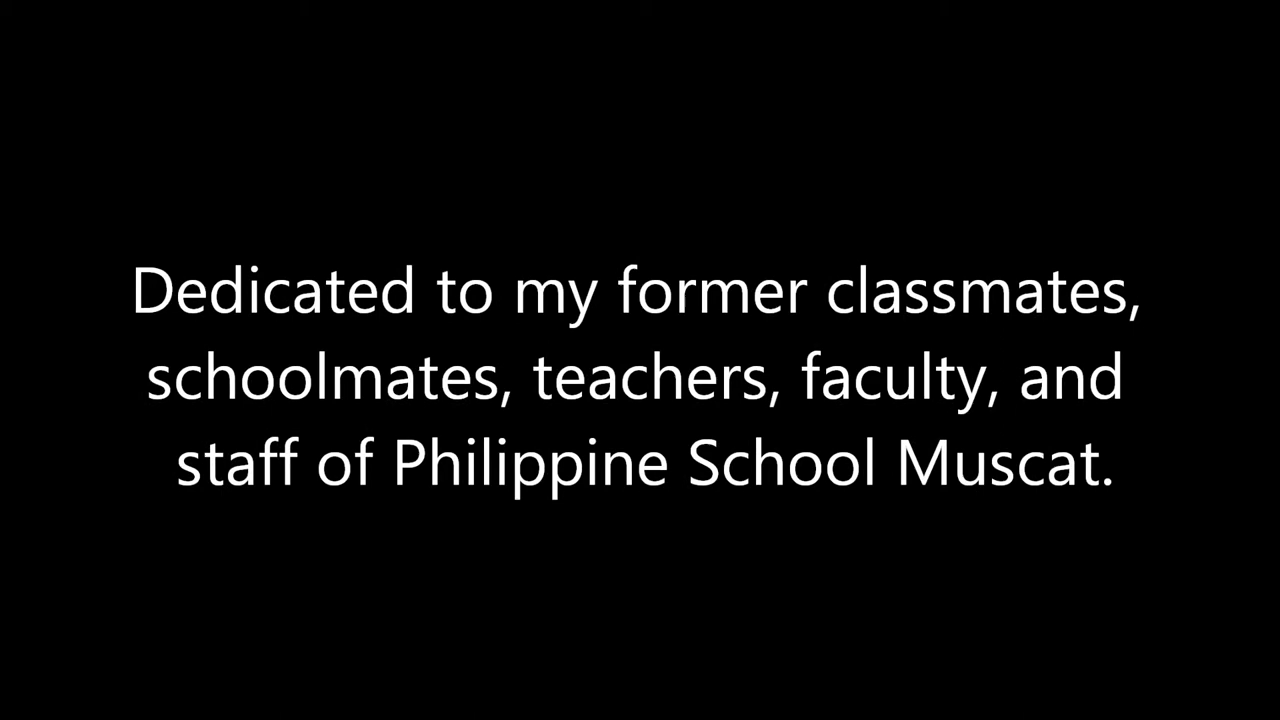 Dedicated to my former classmates,
schoolmates, teachers, faculty, and
staff of Philippine School Muscat.